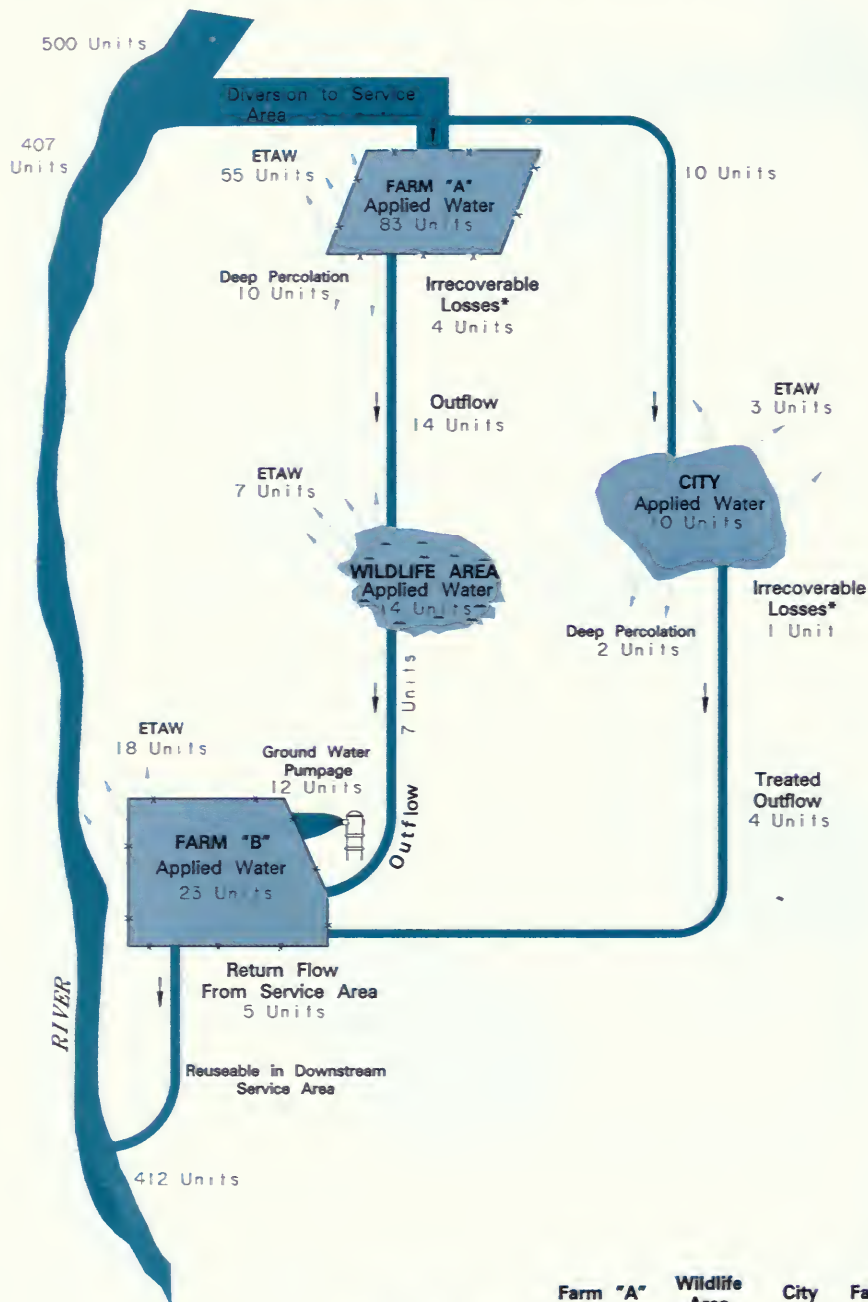 500 Units
Diversion to Service
Area
407
Units
ETAW
55 Units
FARM "A"
Applied Water
83 Units
10 Units
Deep Percolation
10 Units
Irrecoverable
Losses*
4 Units
Outflow
14 Units
ETAW
3 Units
ETAW
7 Units
CITY
Applied Water
10 Units
WILDLIFE AREA
Applied Water
14 Units
Irrecoverable
Losses*
1 Unit
Deep Percolation
2 Units
7 Units
Outflow
ETAW
18 Units
Ground Water
Pumpage
12 Units
Treated
Outflow
4 Units
FARM "B"
Applied Water
23 Units
Return Flow
From Service Area
5 Units
RIVER
Reuseable in Downstream
Service Area
412 Units
Farm "A" Wildlife City